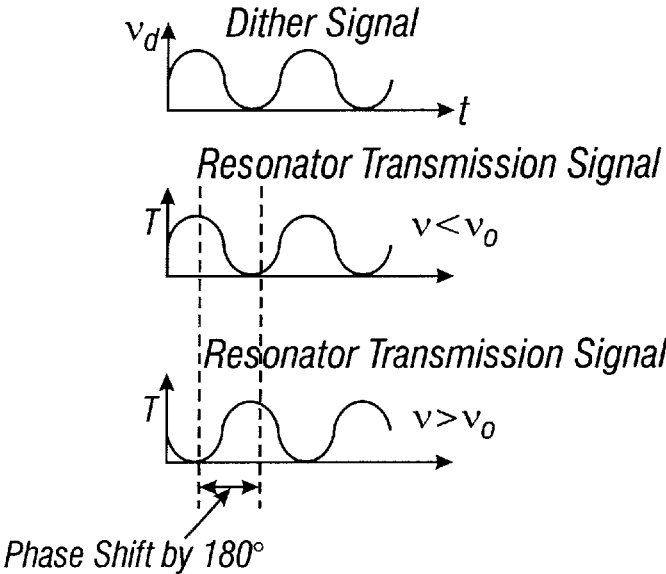 Dither Signal
ν_d
t
Resonator Transmission Signal
T
ν<ν_o
Resonator Transmission Signal
T
ν>ν_o
Phase Shift by 180°